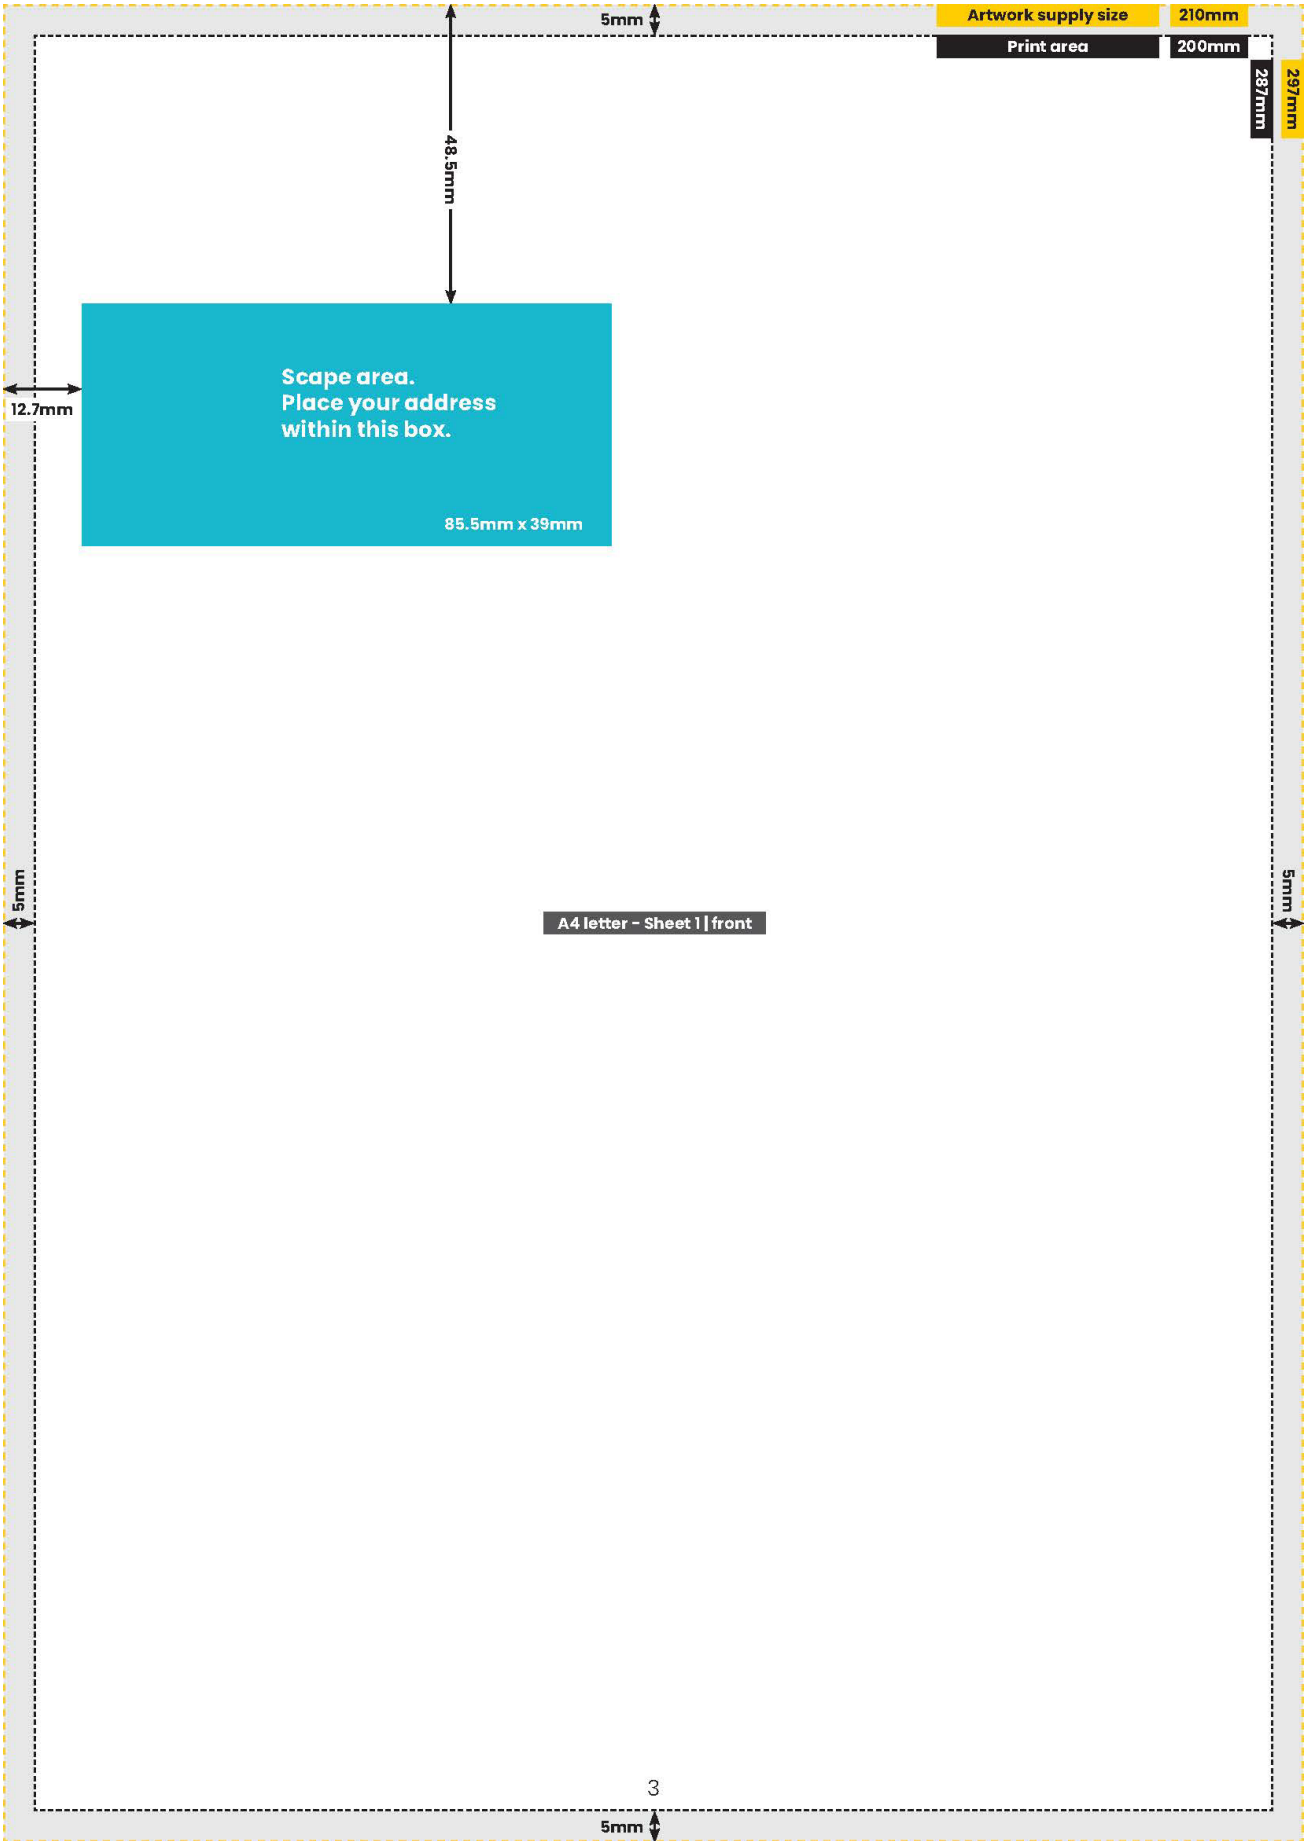 5mm
Artwork supply size 210mm
Print area 200mm
287mm
297mm
48.5mm
12.7mm
Scape area.
Place your address
within this box.
85.5mm x 39mm
5mm
5mm
A4 letter - Sheet 1 | front
3
5mm